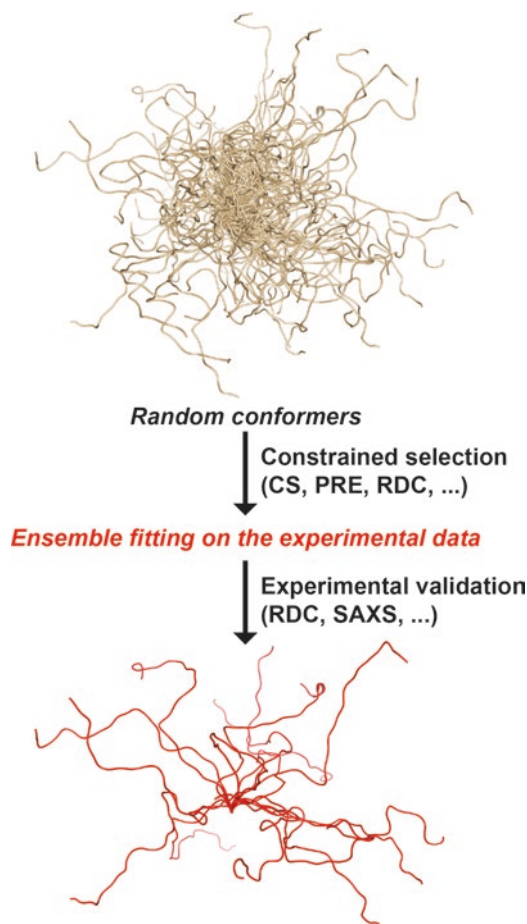 Random conformers
Constrained selection
(CS, PRE, RDC, ...)
Ensemble fitting on the experimental data
Experimental validation
(RDC, SAXS, ...)